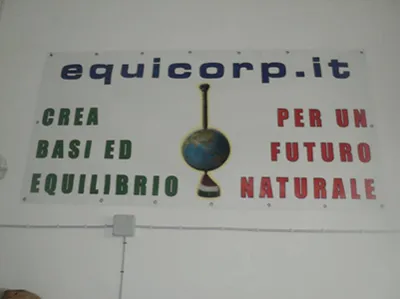 equicorp.it
CREA
BASI ED
EQUILIBRIO
PER UN
FUTURO
NATURALE